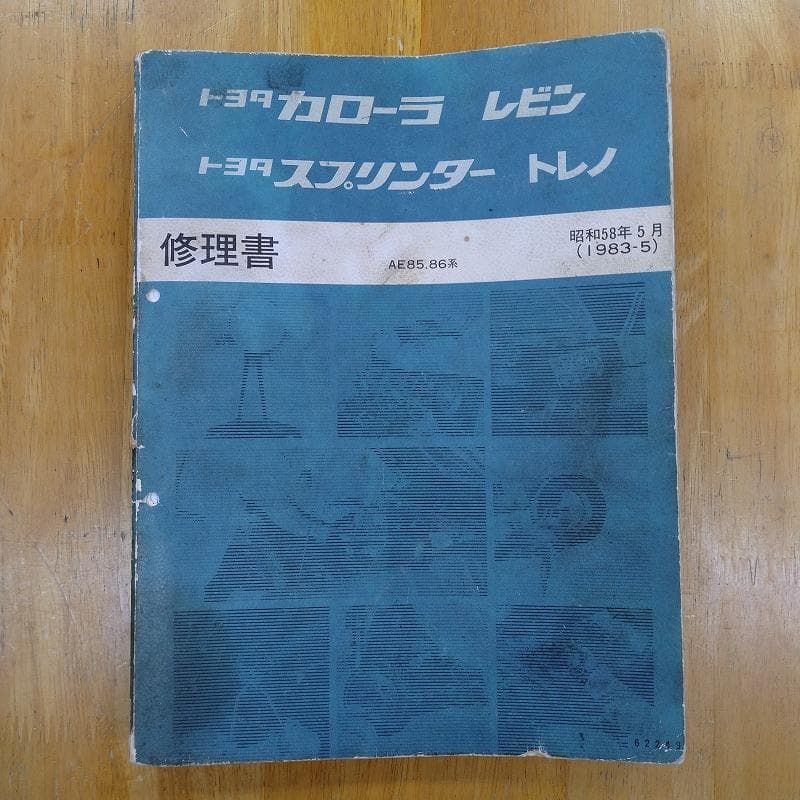 トヨタ カローラ レビン
トヨタ スプリンター トレノ
修理書
AE85.86系
昭和58年5月
(1983-5)
62243